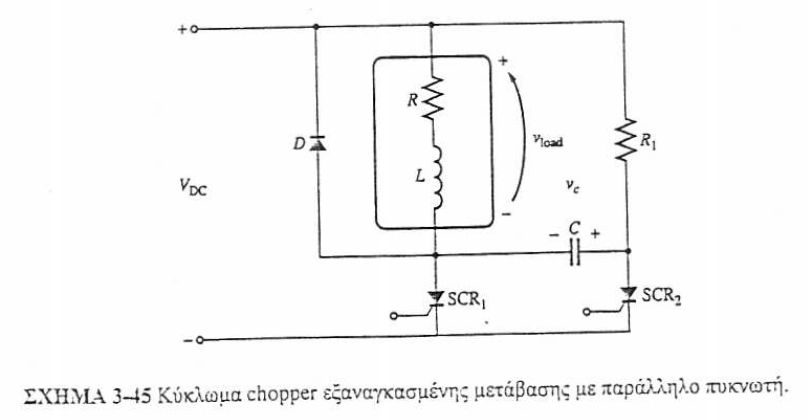 +
+
R
D
v_load
R₁
L
V_DC
v_c
−
− C +
SCR₁
SCR₂
−
ΣΧΗΜΑ 3–45 Κύκλωμα chopper εξαναγκασμένης μετάβασης με παράλληλο πυκνωτή.